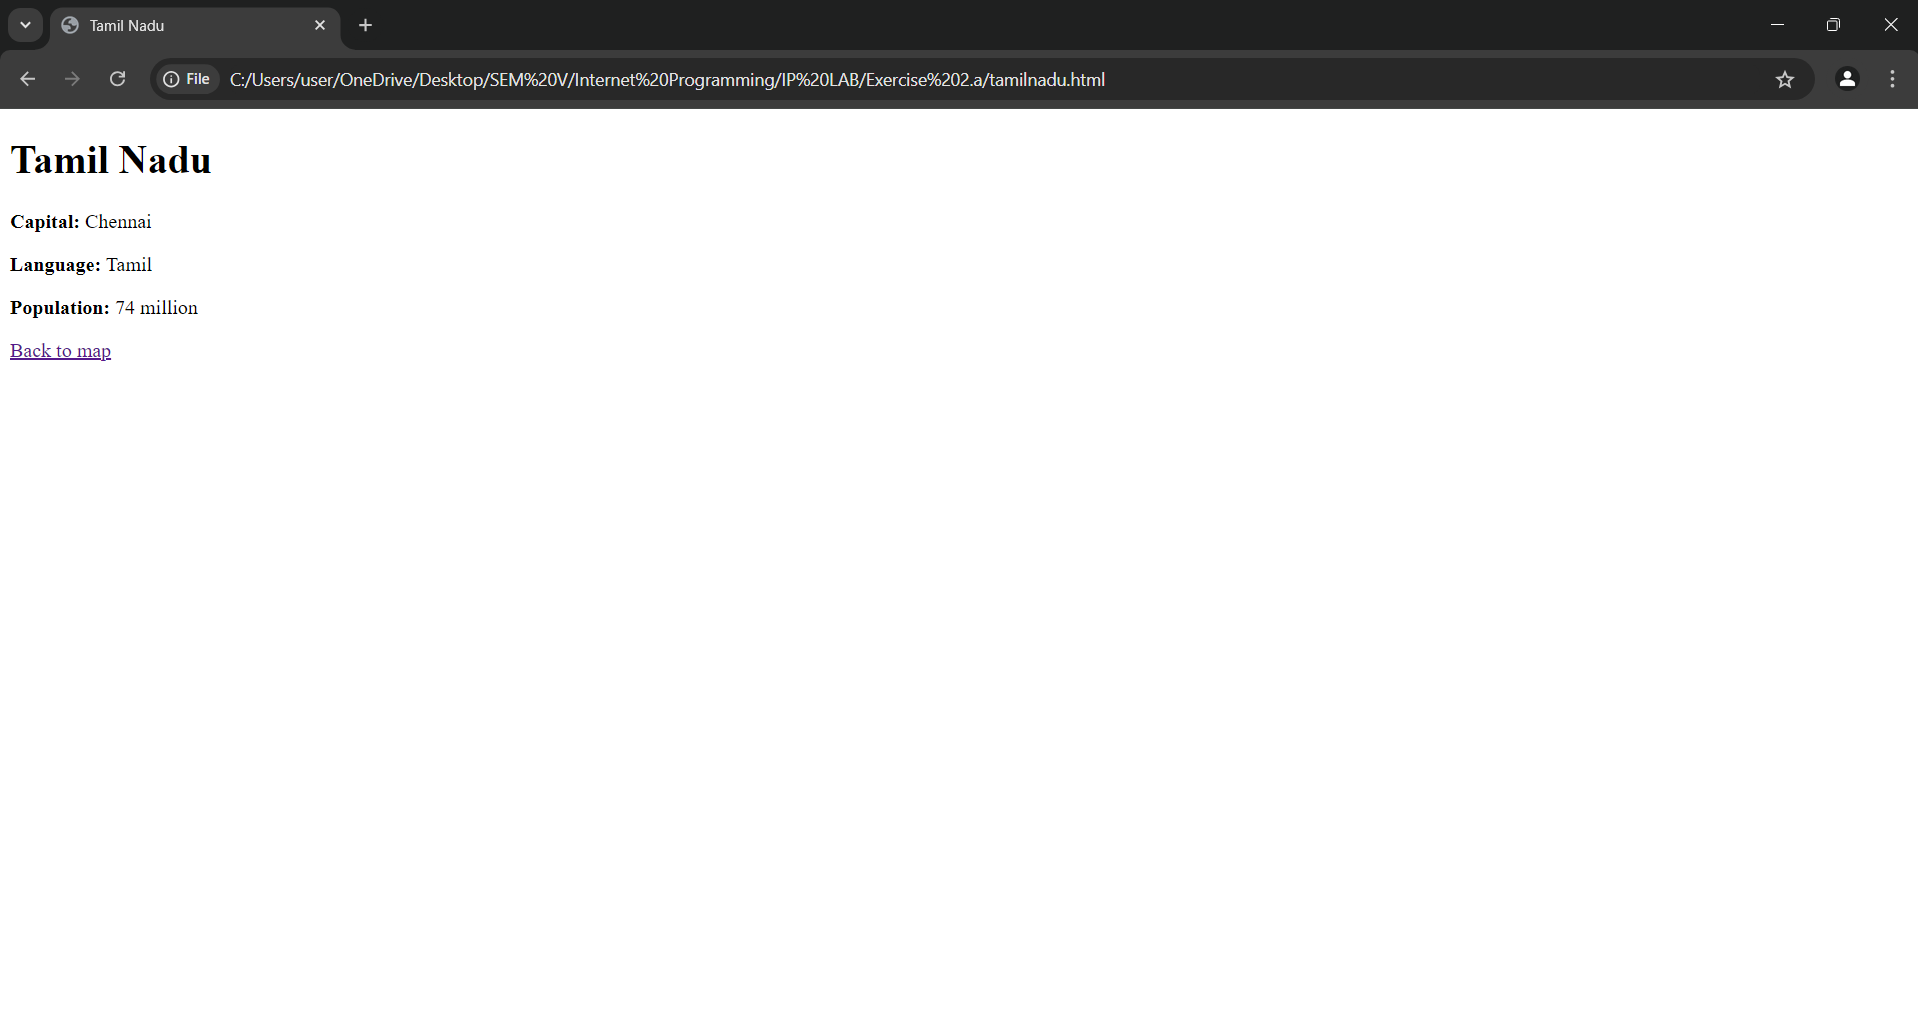 Tamil Nadu
File C:/Users/user/OneDrive/Desktop/SEM%20V/Internet%20Programming/IP%20LAB/Exercise%202.a/tamilnadu.html
Tamil Nadu
Capital: Chennai
Language: Tamil
Population: 74 million
Back to map